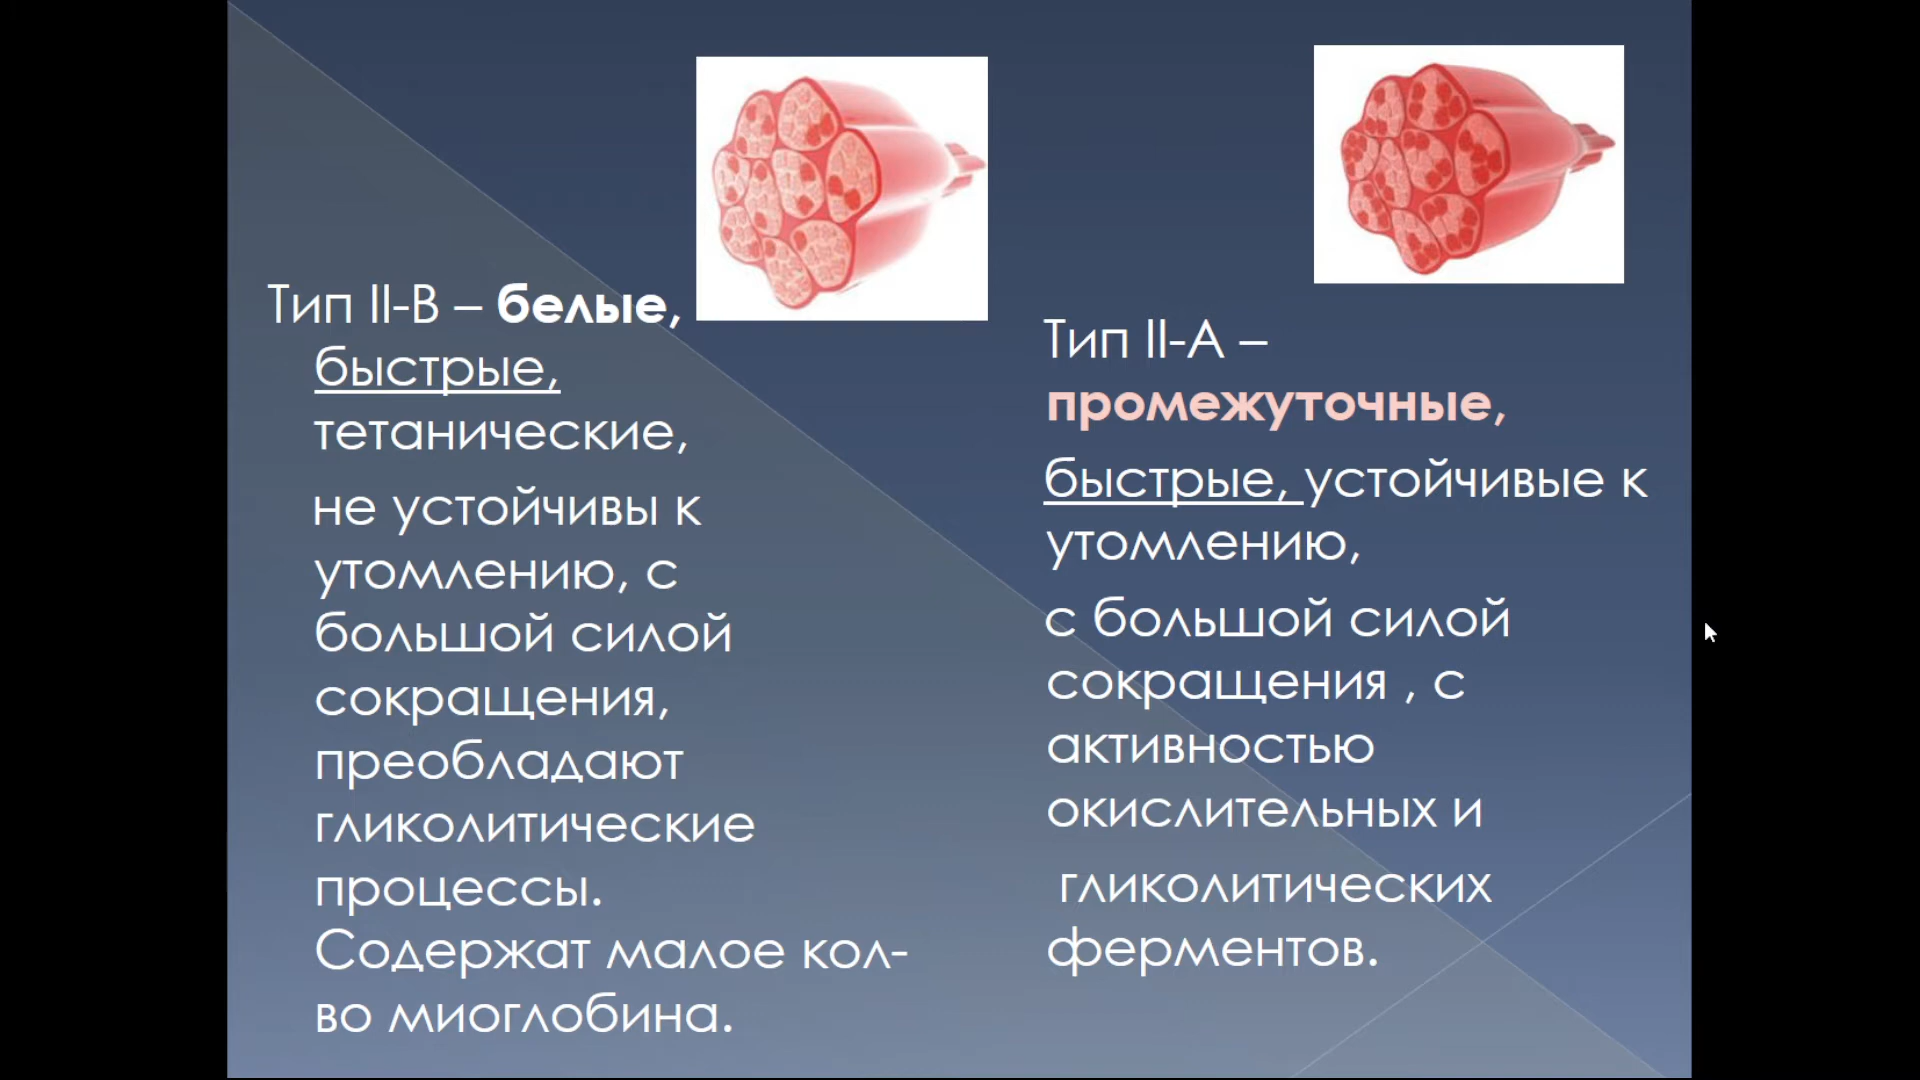 Тип II-B – белые,
быстрые,
тетанические,
не устойчивы к
утомлению, с
большой силой
сокращения,
преобладают
гликолитические
процессы.
Содержат малое кол-
во миоглобина.
Тип II-A –
промежуточные,
быстрые, устойчивые к
утомлению,
с большой силой
сокращения , с
активностью
окислительных и
гликолитических
ферментов.